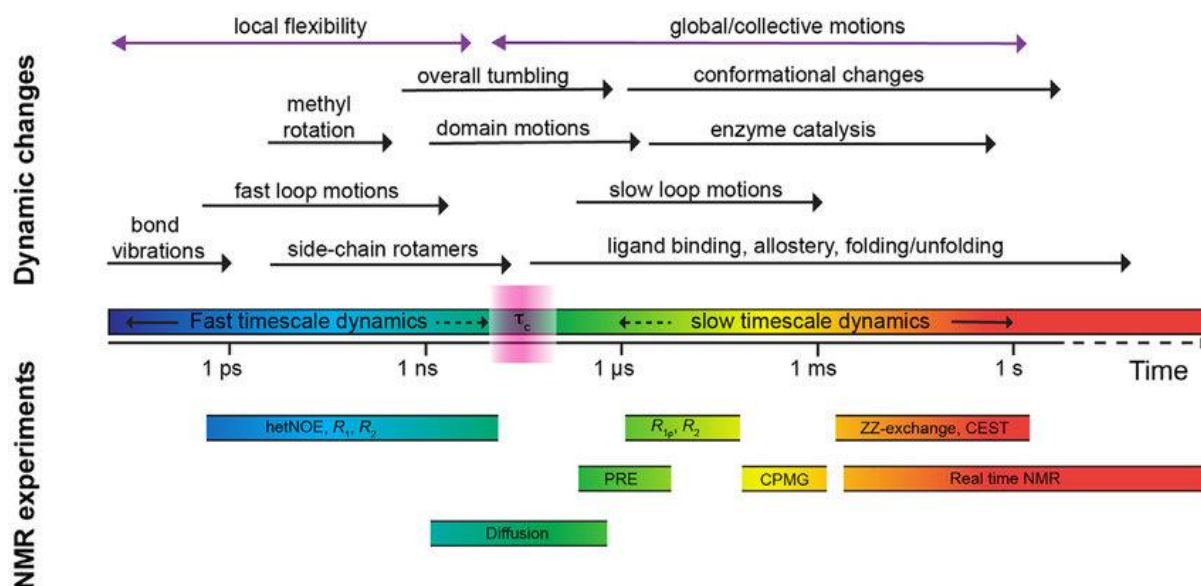 local flexibility
global/collective motions
overall tumbling
conformational changes
methyl
rotation
domain motions
enzyme catalysis
fast loop motions
slow loop motions
bond
vibrations
side-chain rotamers
ligand binding, allostery, folding/unfolding
Dynamic changes
Fast timescale dynamics
τc
slow timescale dynamics
1 ps
1 ns
1 μs
1 ms
1 s
Time
hetNOE, R1, R2
R1ρ, R2
ZZ-exchange, CEST
PRE
CPMG
Real time NMR
Diffusion
NMR experiments